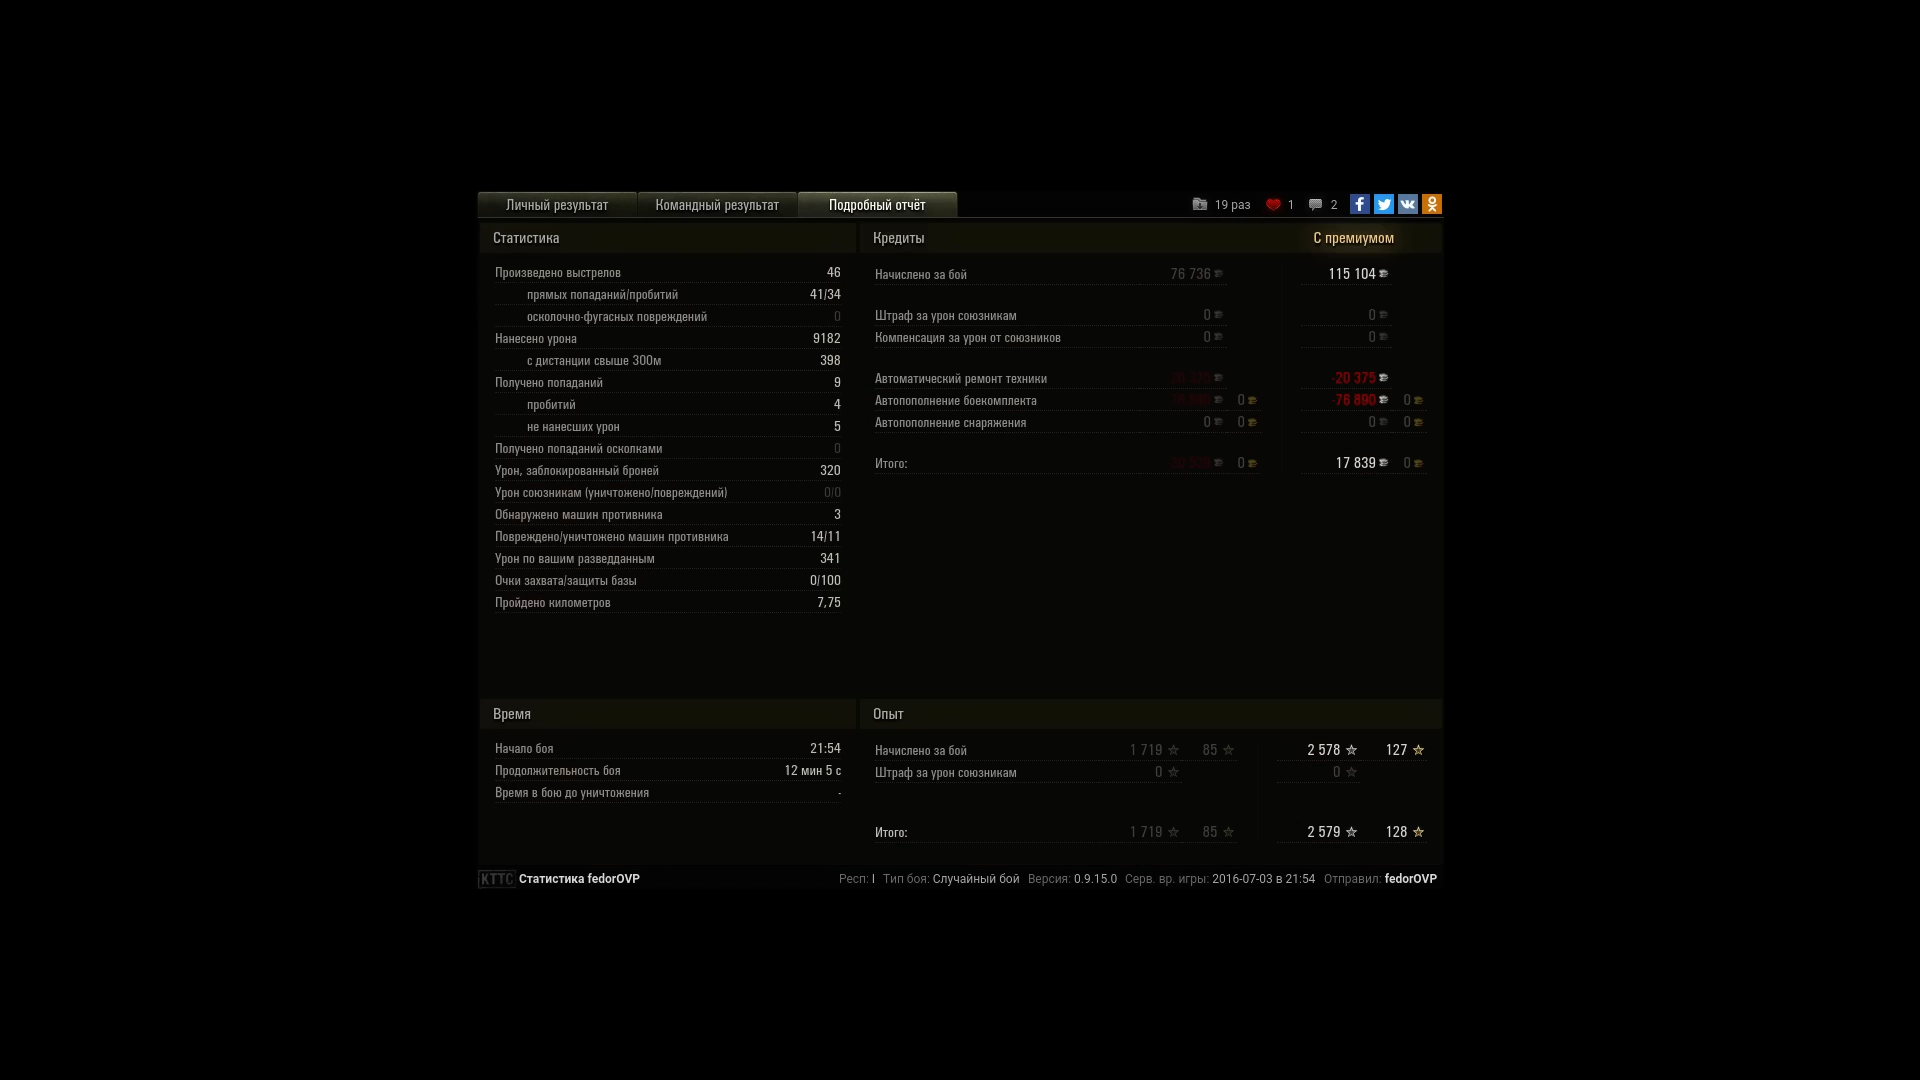 Личный результат Командный результат Подробный отчёт 19 раз 1 2
Статистика
Произведено выстрелов 46
прямых попаданий/пробитий 41/34
осколочно-фугасных повреждений 0
Нанесено урона 9182
с дистанции свыше 300м 398
Получено попаданий 9
пробитий 4
не нанесших урон 5
Получено попаданий осколками 0
Урон, заблокированный броней 320
Урон союзникам (уничтожено/повреждений) 0/0
Обнаружено машин противника 3
Повреждено/уничтожено машин противника 14/11
Урон по вашим разведданным 341
Очки захвата/защиты базы 0/100
Пройдено километров 7,75
Кредиты С премиумом
Начислено за бой 76 736 115 104
Штраф за урон союзникам 0 0
Компенсация за урон от союзников 0 0
Автоматический ремонт техники -20 375
Автопополнение боекомплекта 0 -76 890 0
Автопополнение снаряжения 0 0 0 0
Итого: 0 17 839 0
Время
Начало боя 21:54
Продолжительность боя 12 мин 5 с
Время в бою до уничтожения -
Опыт
Начислено за бой 1 719 85 2 578 127
Штраф за урон союзникам 0 0
Итого: 1 719 85 2 579 128
КТТС Статистика fedorOVP Респ: I Тип боя: Случайный бой Версия: 0.9.15.0 Серв. вр. игры: 2016-07-03 в 21:54 Отправил: fedorOVP